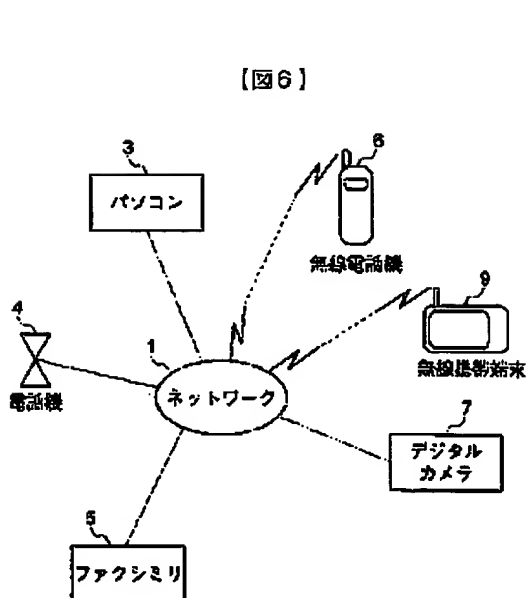 【図6】
3
パソコン
6
無線電話機
9
無線携帯端末
4
電話機
1
ネットワーク
7
デジタル
カメラ
5
ファクシミリ